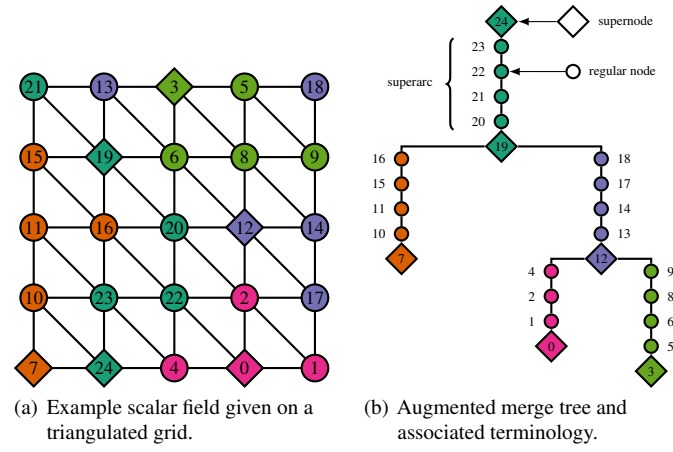 21 13 3 5 18
15 19 6 8 9
11 16 20 12 14
10 23 22 2 17
7 24 4 0 1
(a) Example scalar field given on a
triangulated grid.
24 supernode
23
superarc 22 regular node
21
20
19
16 18
15 17
11 14
10 13
7 12
4 9
2 8
1 6
0 5
3
(b) Augmented merge tree and
associated terminology.